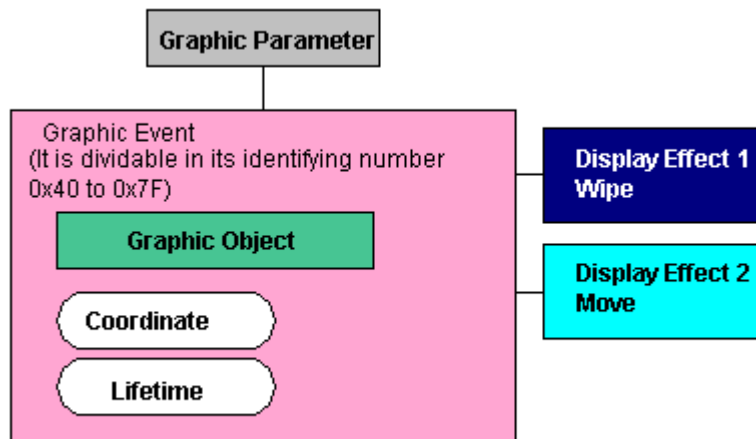 Graphic Parameter
Graphic Event
(It is dividable in its identifying number
0x40 to 0x7F)
Graphic Object
Coordinate
Lifetime
Display Effect 1
Wipe
Display Effect 2
Move